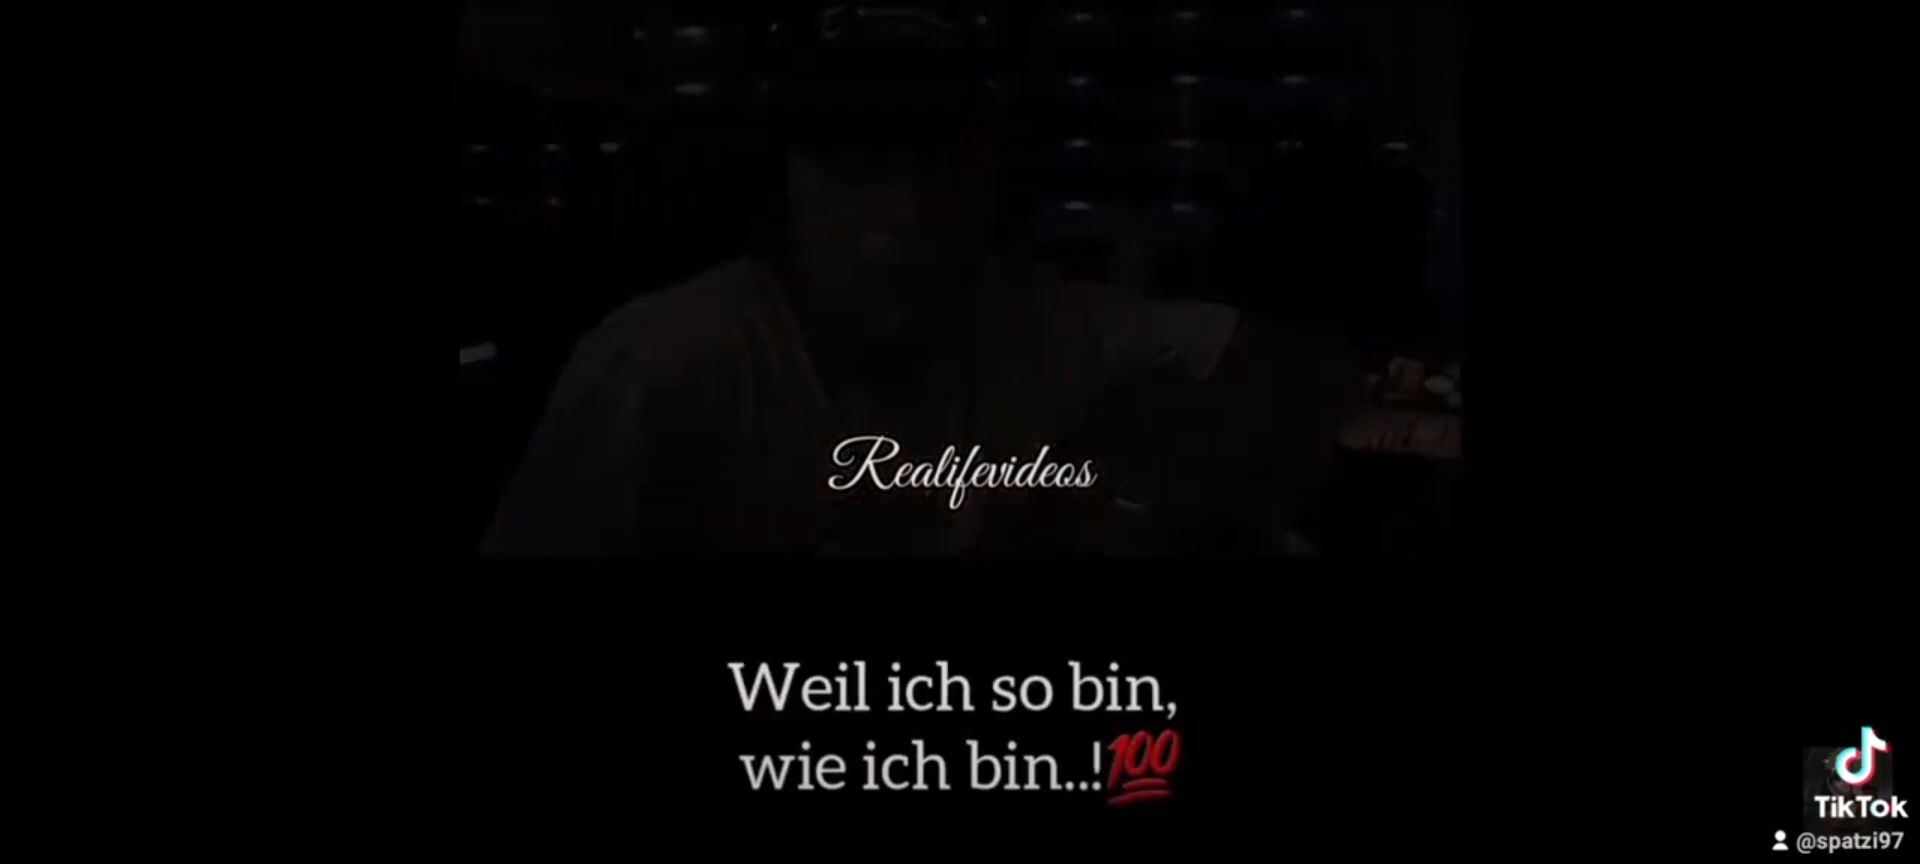 Realifevideos
Weil ich so bin,
wie ich bin..!💯
TikTok
@spatzi97